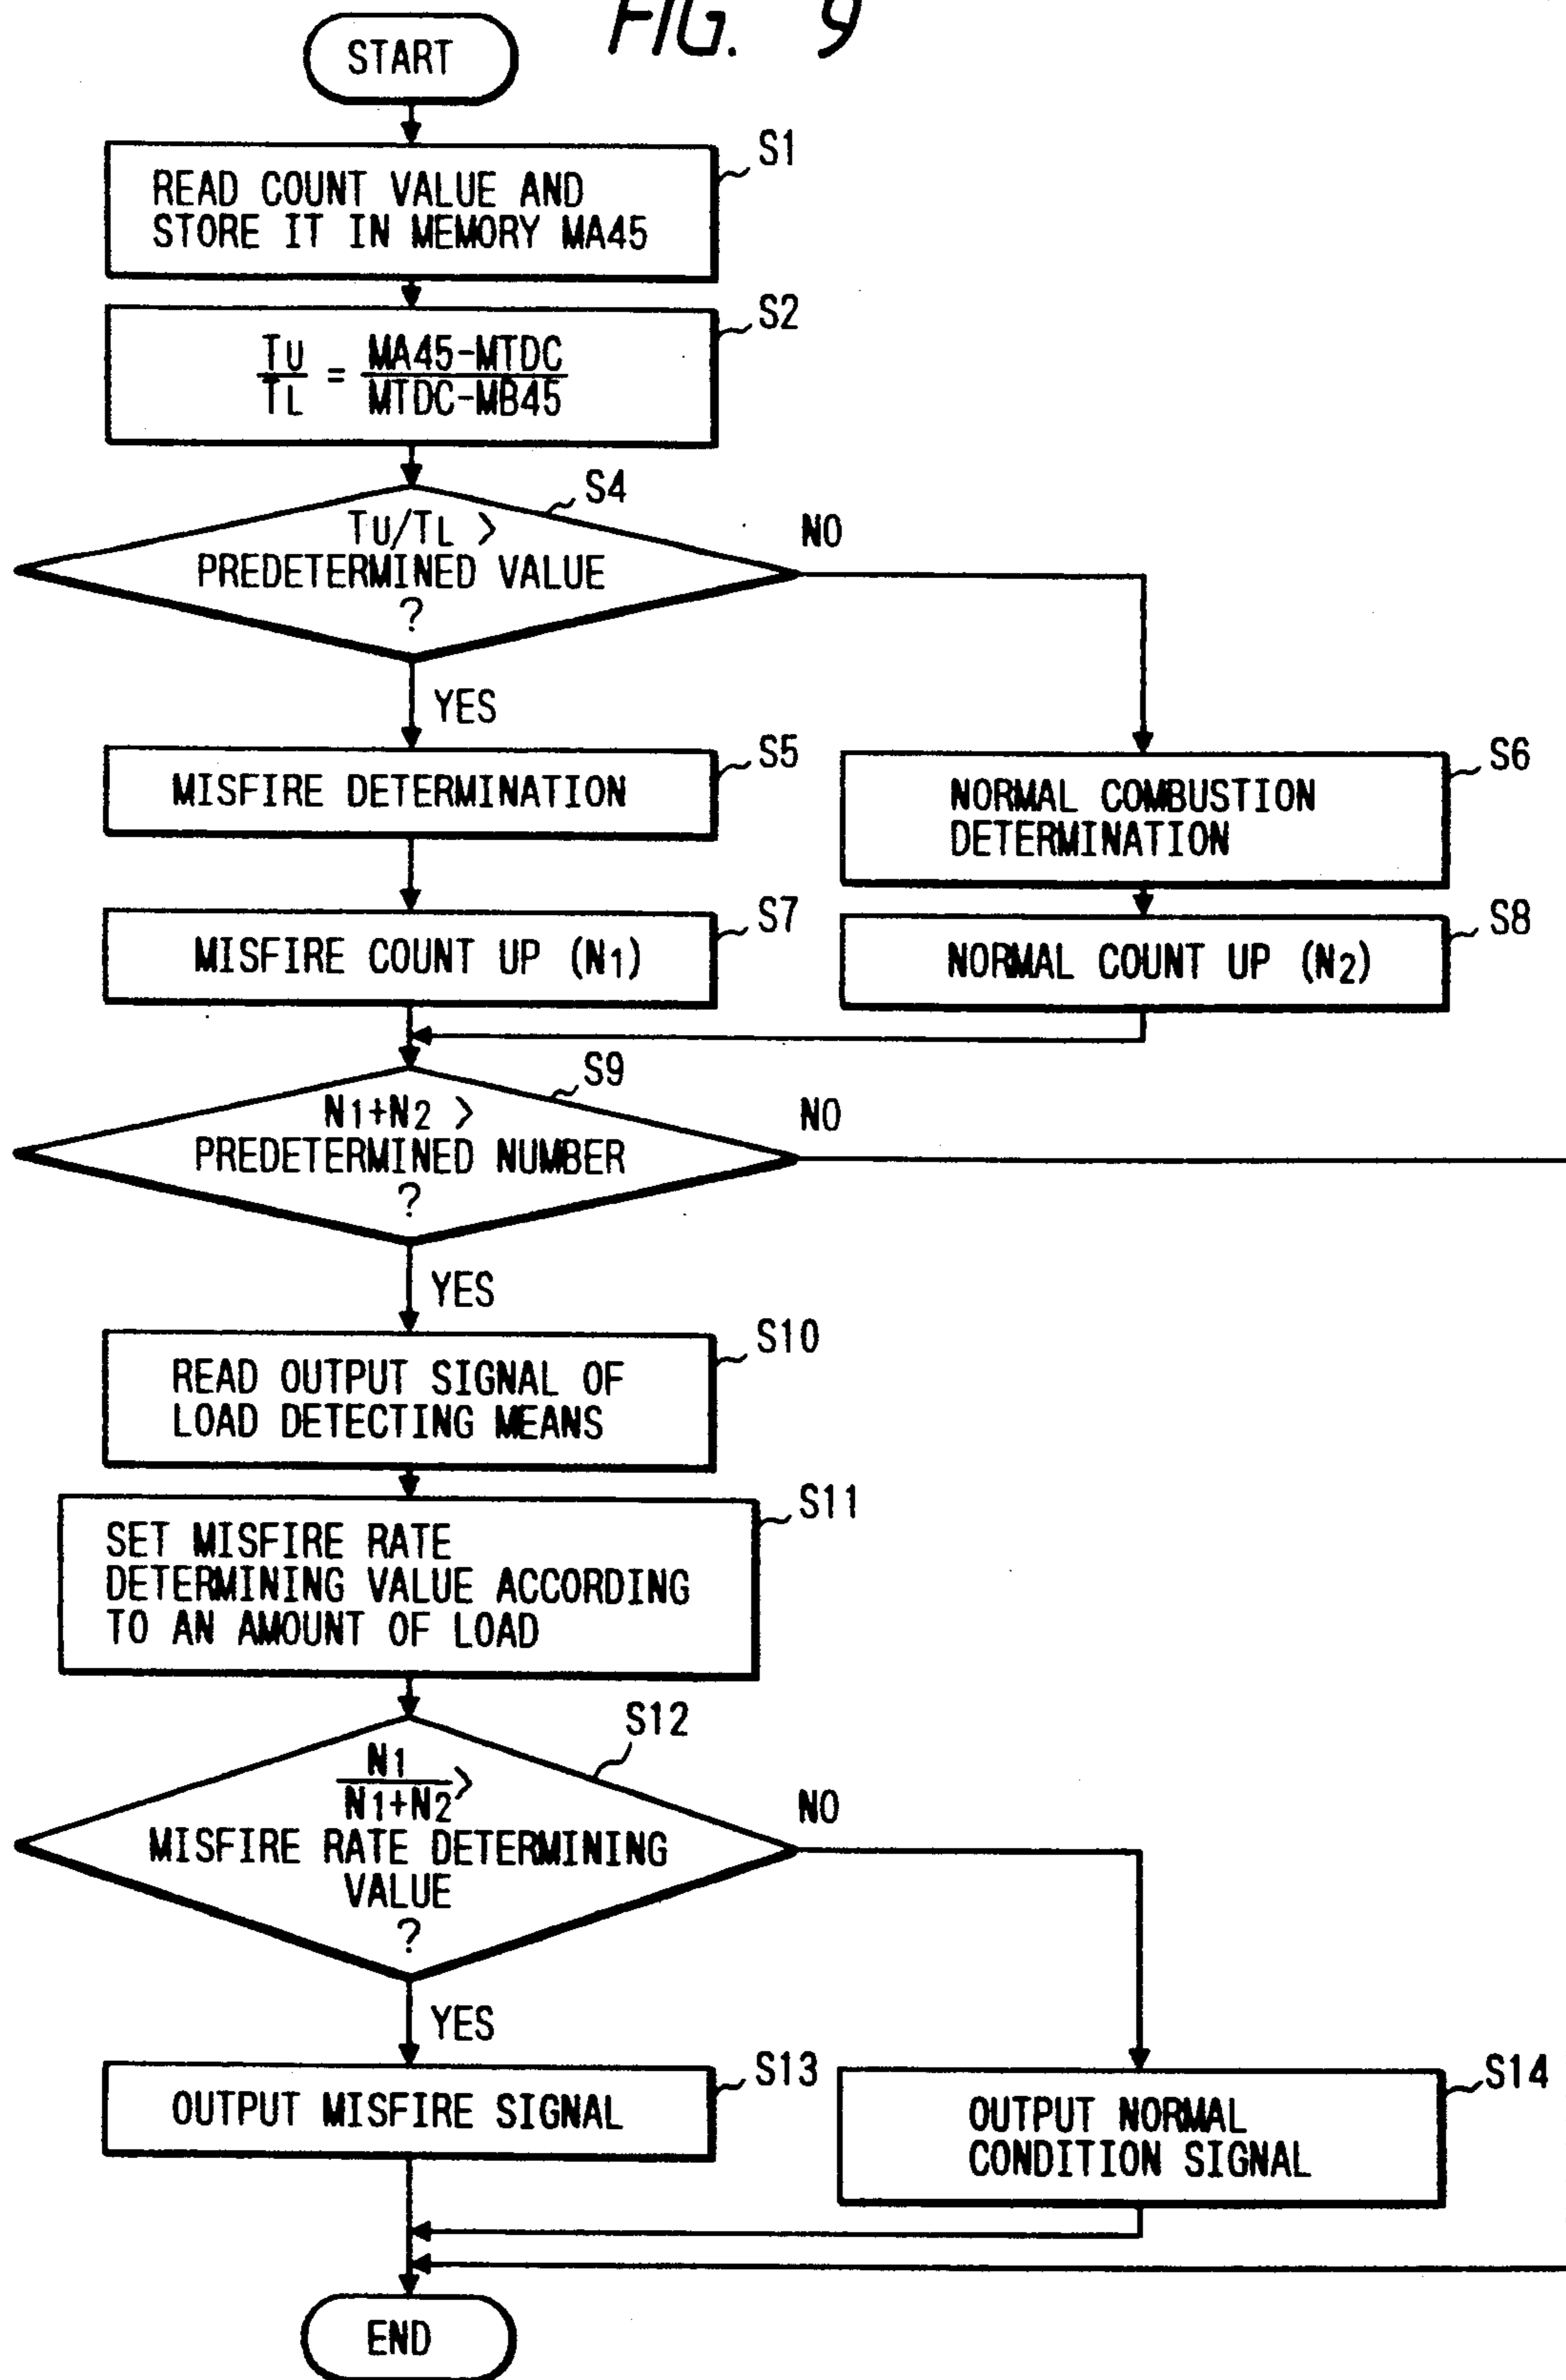 FIG. 9
START
S1
READ COUNT VALUE AND
STORE IT IN MEMORY MA45
S2
TU/TL = MA45-MTDC/MTDC-MB45
S4
TU/TL >
PREDETERMINED VALUE
?
NO
YES
S5
MISFIRE DETERMINATION
S6
NORMAL COMBUSTION
DETERMINATION
S7
MISFIRE COUNT UP (N1)
S8
NORMAL COUNT UP (N2)
S9
N1+N2 >
PREDETERMINED NUMBER
?
NO
YES
S10
READ OUTPUT SIGNAL OF
LOAD DETECTING MEANS
S11
SET MISFIRE RATE
DETERMINING VALUE ACCORDING
TO AN AMOUNT OF LOAD
S12
N1/N1+N2 >
MISFIRE RATE DETERMINING
VALUE
?
NO
YES
S13
OUTPUT MISFIRE SIGNAL
S14
OUTPUT NORMAL
CONDITION SIGNAL
END